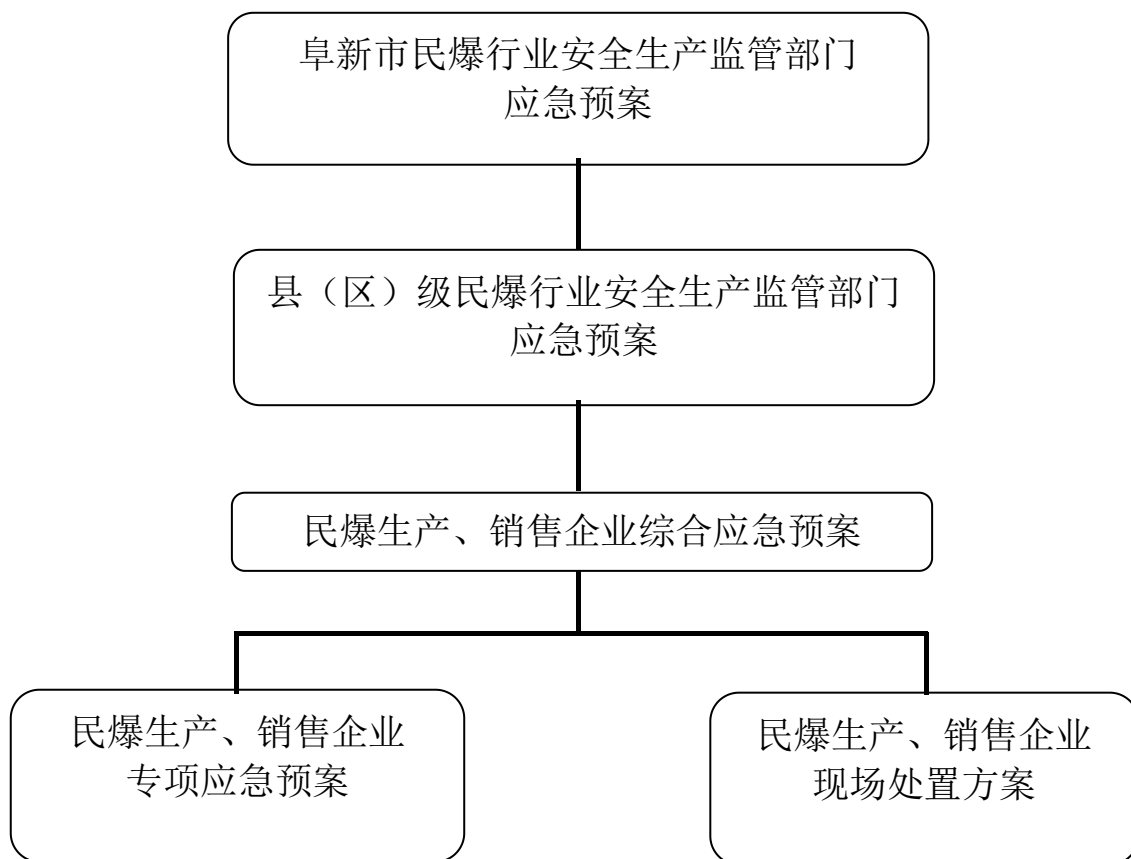 阜新市民爆行业安全生产监管部门
应急预案
县（区）级民爆行业安全生产监管部门
应急预案
民爆生产、销售企业综合应急预案
民爆生产、销售企业
专项应急预案
民爆生产、销售企业
现场处置方案